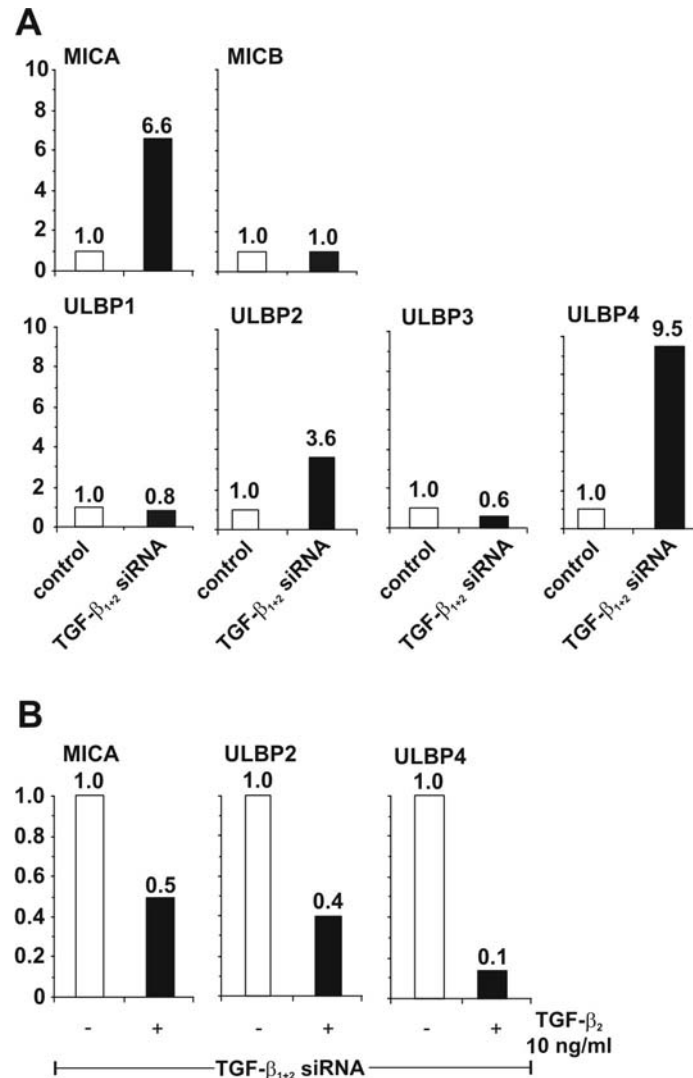 A
MICA MICB
10
8
6
4
2
0
6.6
1.0
1.0 1.0
ULBP1 ULBP2 ULBP3 ULBP4
10
8
6
4
2
0
1.0 0.8
1.0 3.6
1.0 0.6
1.0 9.5
control TGF-β₁₊₂ siRNA control TGF-β₁₊₂ siRNA control TGF-β₁₊₂ siRNA control TGF-β₁₊₂ siRNA
B
MICA ULBP2 ULBP4
1.0 1.0 1.0
1.0
0.8
0.6
0.4
0.2
0
0.5 0.4 0.1
- + - + - + TGF-β₂
10 ng/ml
TGF-β₁₊₂ siRNA